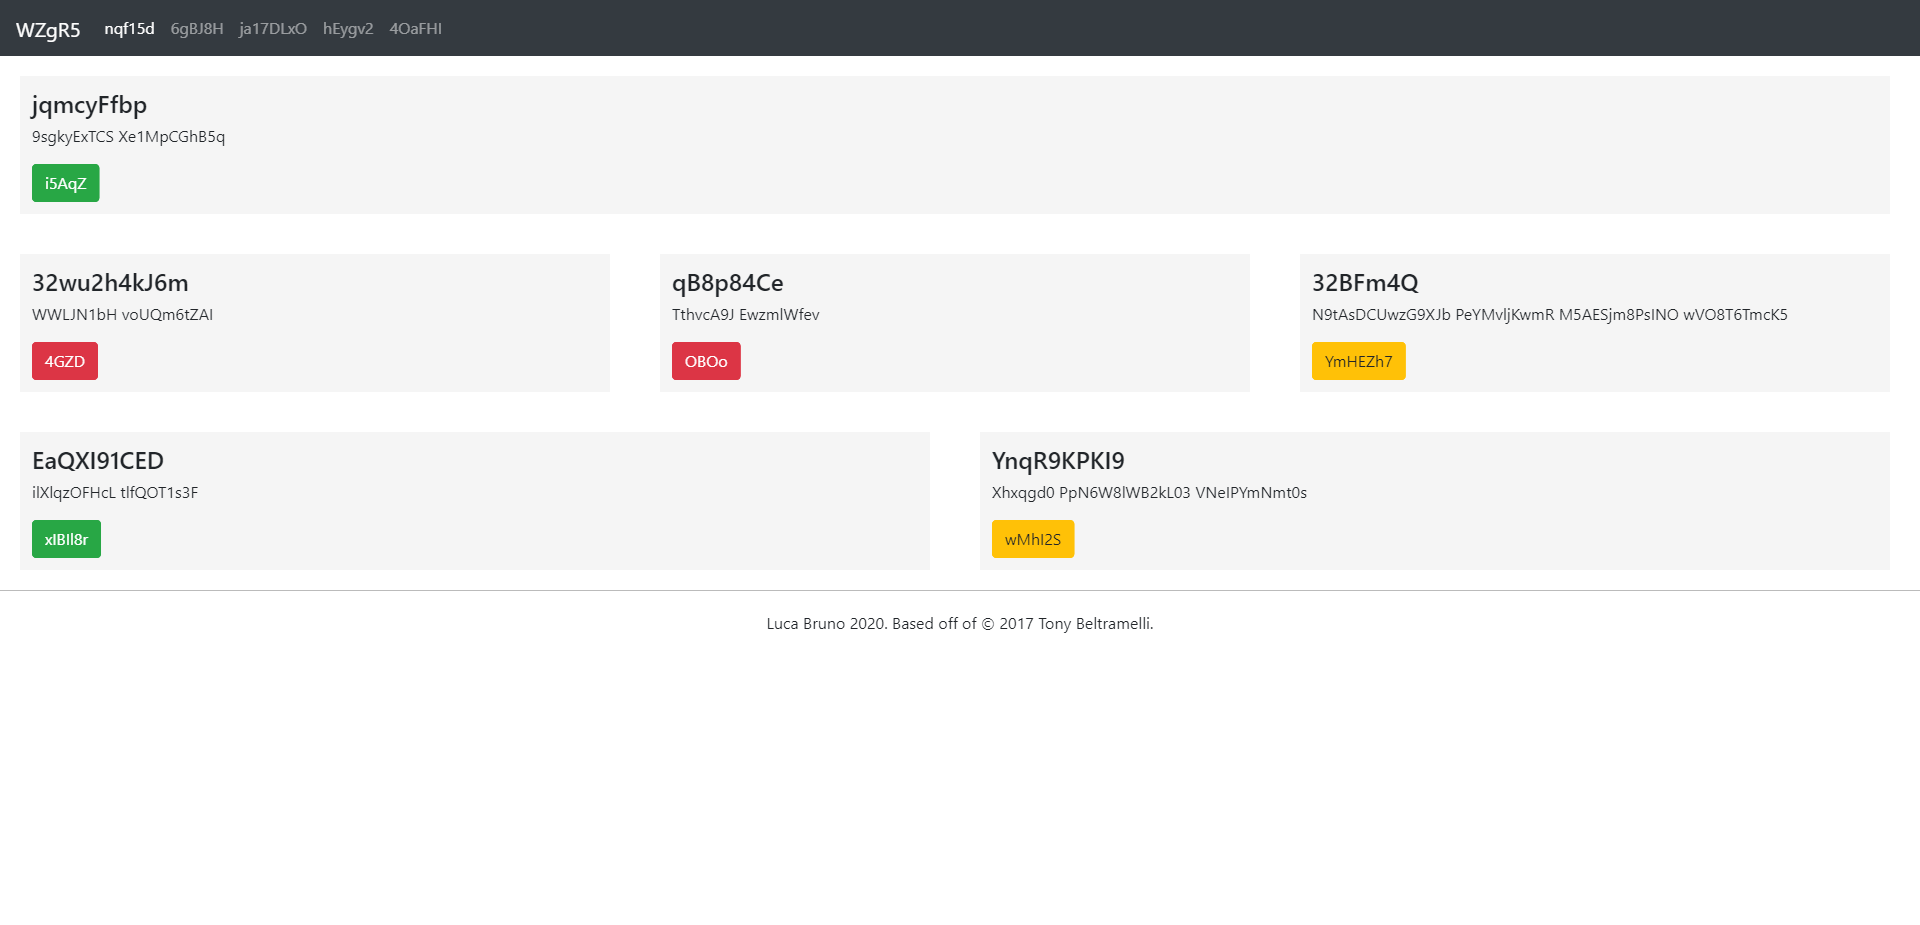 WZgR5 nqf15d 6gBJ8H ja17DLxO hEygv2 4OaFHI
jqmcyFfbp
9sgkyExTCS Xe1MpCGhB5q
i5AqZ
32wu2h4kJ6m
WWLJN1bH voUQm6tZAI
4GZD
qB8p84Ce
TthvcA9J EwzmlWfev
OBOo
32BFm4Q
N9tAsDCUwzG9XJb PeYMvljKwmR M5AESjm8PsINO wVO8T6TmcK5
YmHEZh7
EaQXI91CED
ilXlqzOFHcL tlfQOT1s3F
xIBIl8r
YnqR9KPKI9
Xhxqgd0 PpN6W8lWB2kL03 VNeIPYmNmt0s
wMhI2S
Luca Bruno 2020. Based off of © 2017 Tony Beltramelli.